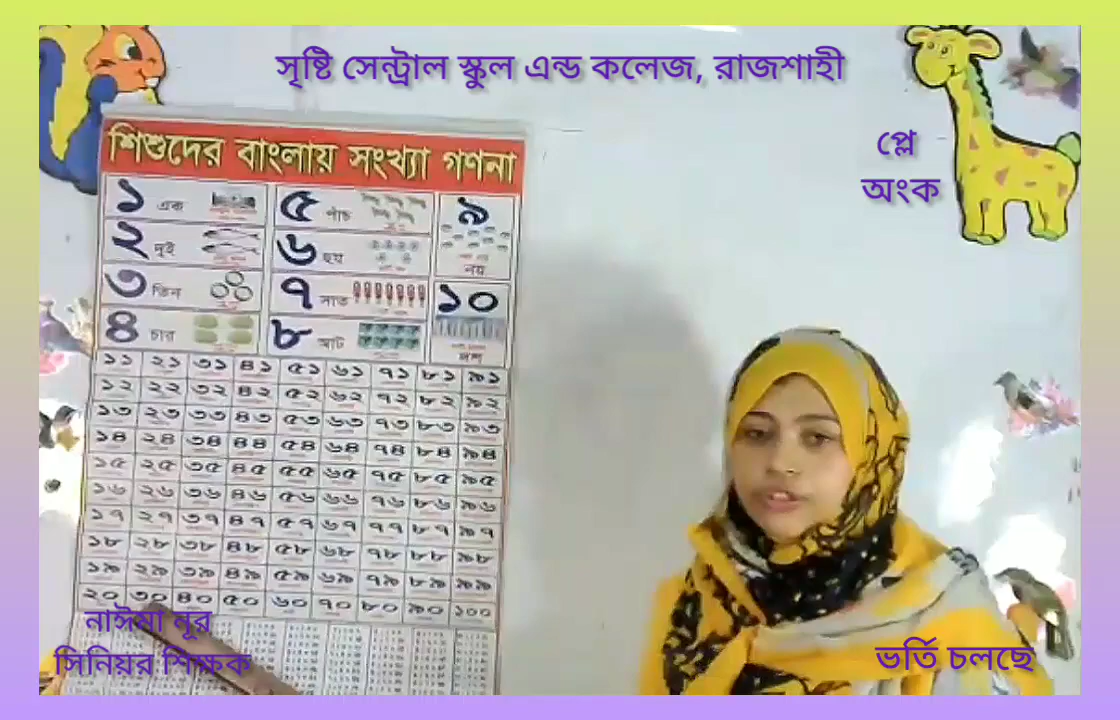 সৃষ্টি সেন্ট্রাল স্কুল এন্ড কলেজ, রাজশাহী
প্লে
অংক
শিশুদের বাংলায় সংখ্যা গণনা
১ এক
২ দুই
৩ তিন
৪ চার
৫ পাঁচ
৬ ছয়
৭ সাত
৮ আট
৯
নয়
১০
দশ
১১ ২১ ৩১ ৪১ ৫১ ৬১ ৭১ ৮১ ৯১
১২ ২২ ৩২ ৪২ ৫২ ৬২ ৭২ ৮২ ৯২
১৩ ২৩ ৩৩ ৪৩ ৫৩ ৬৩ ৭৩ ৮৩ ৯৩
১৪ ২৪ ৩৪ ৪৪ ৫৪ ৬৪ ৭৪ ৮৪ ৯৪
১৫ ২৫ ৩৫ ৪৫ ৫৫ ৬৫ ৭৫ ৮৫ ৯৫
১৬ ২৬ ৩৬ ৪৬ ৫৬ ৬৬ ৭৬ ৮৬ ৯৬
১৭ ২৭ ৩৭ ৪৭ ৫৭ ৬৭ ৭৭ ৮৭ ৯৭
১৮ ২৮ ৩৮ ৪৮ ৫৮ ৬৮ ৭৮ ৮৮ ৯৮
১৯ ২৯ ৩৯ ৪৯ ৫৯ ৬৯ ৭৯ ৮৯ ৯৯
২০ ৩০ ৪০ ৫০ ৬০ ৭০ ৮০ ৯০ ১০০
নাঈমা নূর
সিনিয়র শিক্ষক
ভর্তি চলছে